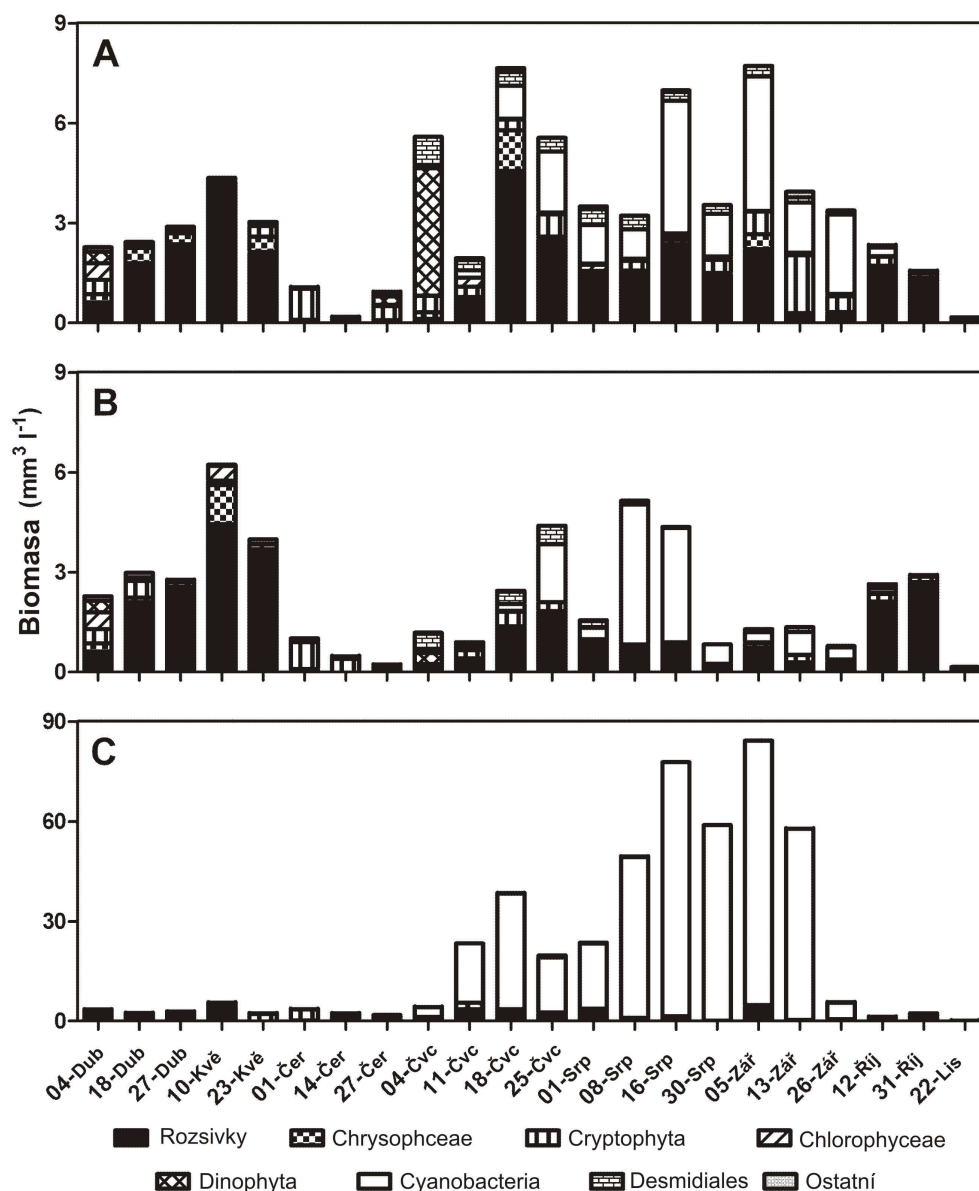 9
A
6
3
0
9
B
6
3
0
Biomasa (mm³ l⁻¹)
90
C
60
30
0
04-Dub 18-Dub 27-Dub 10-Kvě 23-Kvě 01-Čer 14-Čer 27-Čer 04-Čvc 11-Čvc 18-Čvc 25-Čvc 01-Srp 08-Srp 16-Srp 30-Srp 05-Zář 13-Zář 26-Zář 12-Říj 31-Říj 22-Lis
Rozsivky Chrysophceae Cryptophyta Chlorophyceae
Dinophyta Cyanobacteria Desmidiales Ostatní